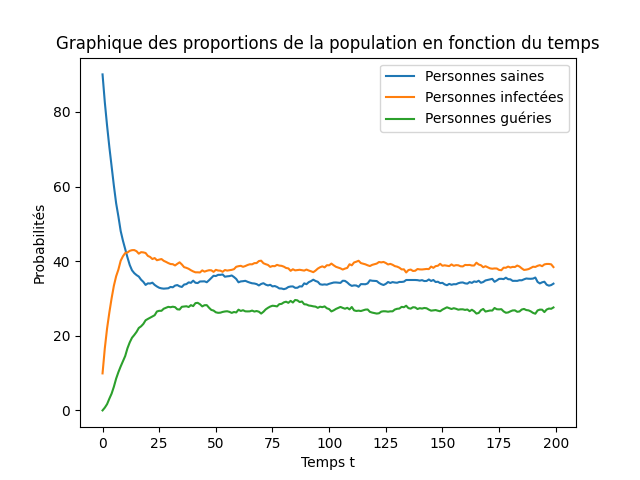 Graphique des proportions de la population en fonction du temps
Personnes saines
Personnes infectées
Personnes guéries
80
60
40
20
0
Probabilités
0 25 50 75 100 125 150 175 200
Temps t